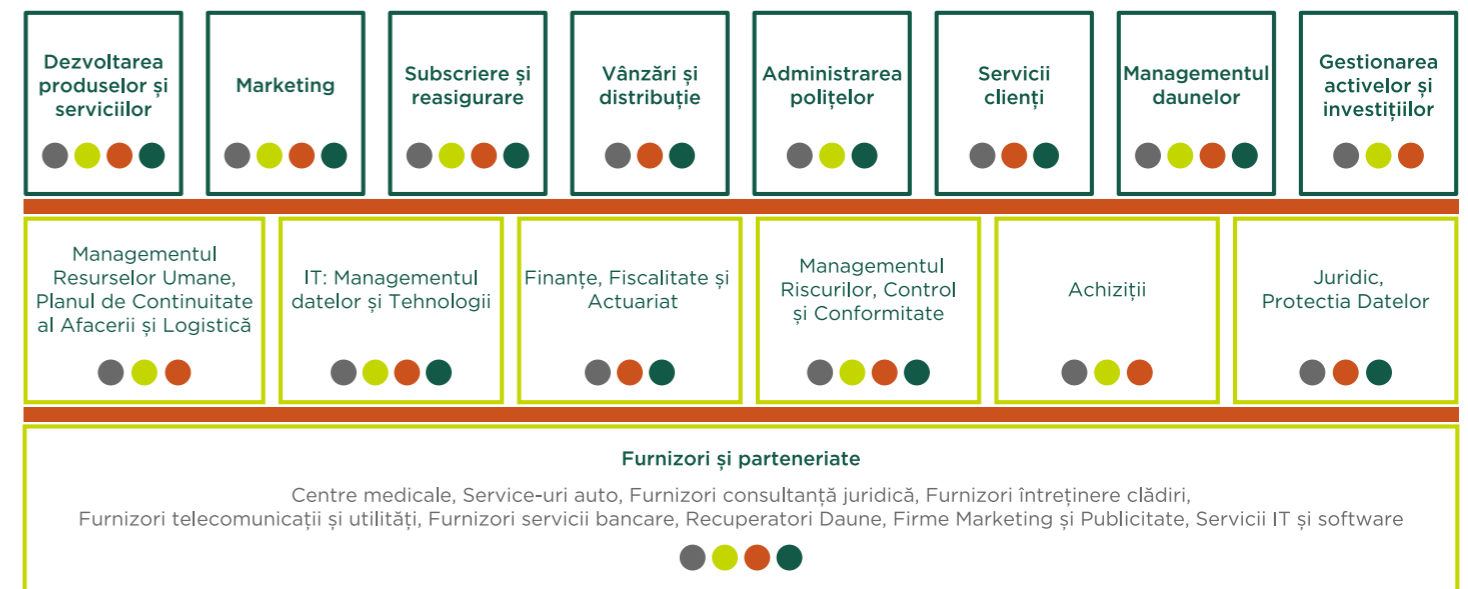 Dezvoltarea
produselor și
serviciilor
Marketing
Subscriere și
reasigurare
Vânzări și
distribuție
Administrarea
polițelor
Servicii
clienți
Managementul
daunelor
Gestionarea
activelor și
investițiilor
Managementul
Resurselor Umane,
Planul de Continuitate
al Afacerii și Logistică
IT: Managementul
datelor și Tehnologii
Finanțe, Fiscalitate și
Actuariat
Managementul
Riscurilor, Control
și Conformitate
Achiziții
Juridic,
Protectia Datelor
Furnizori și parteneriate
Centre medicale, Service-uri auto, Furnizori consultanță juridică, Furnizori întreținere clădiri,
Furnizori telecomunicații și utilități, Furnizori servicii bancare, Recuperatori Daune, Firme Marketing și Publicitate, Servicii IT și software